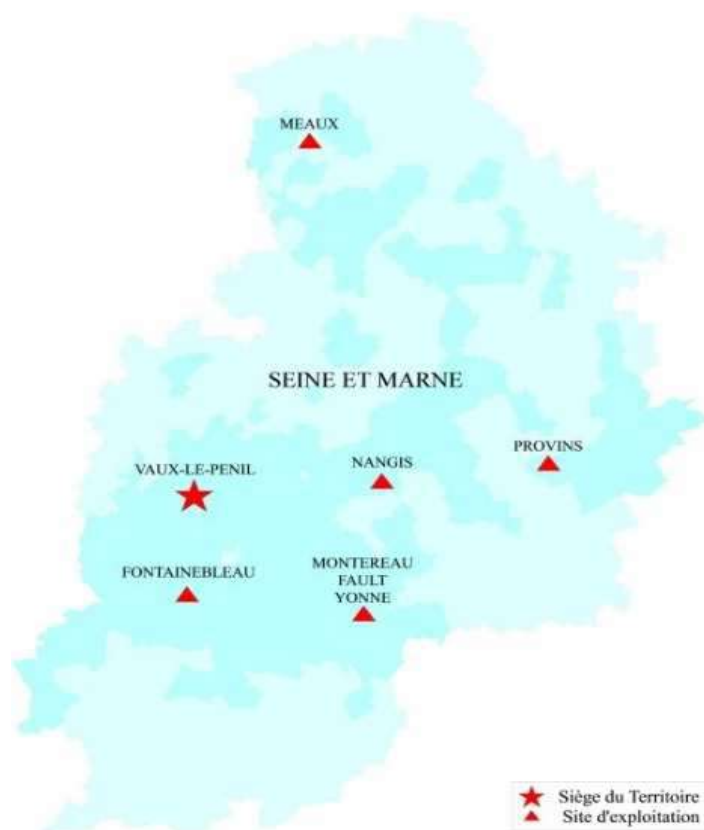 MEAUX
SEINE ET MARNE
PROVINS
NANGIS
VAUX-LE-PENIL
MONTEREAU
FAULT
YONNE
FONTAINEBLEAU
Siège du Territoire
Site d'exploitation